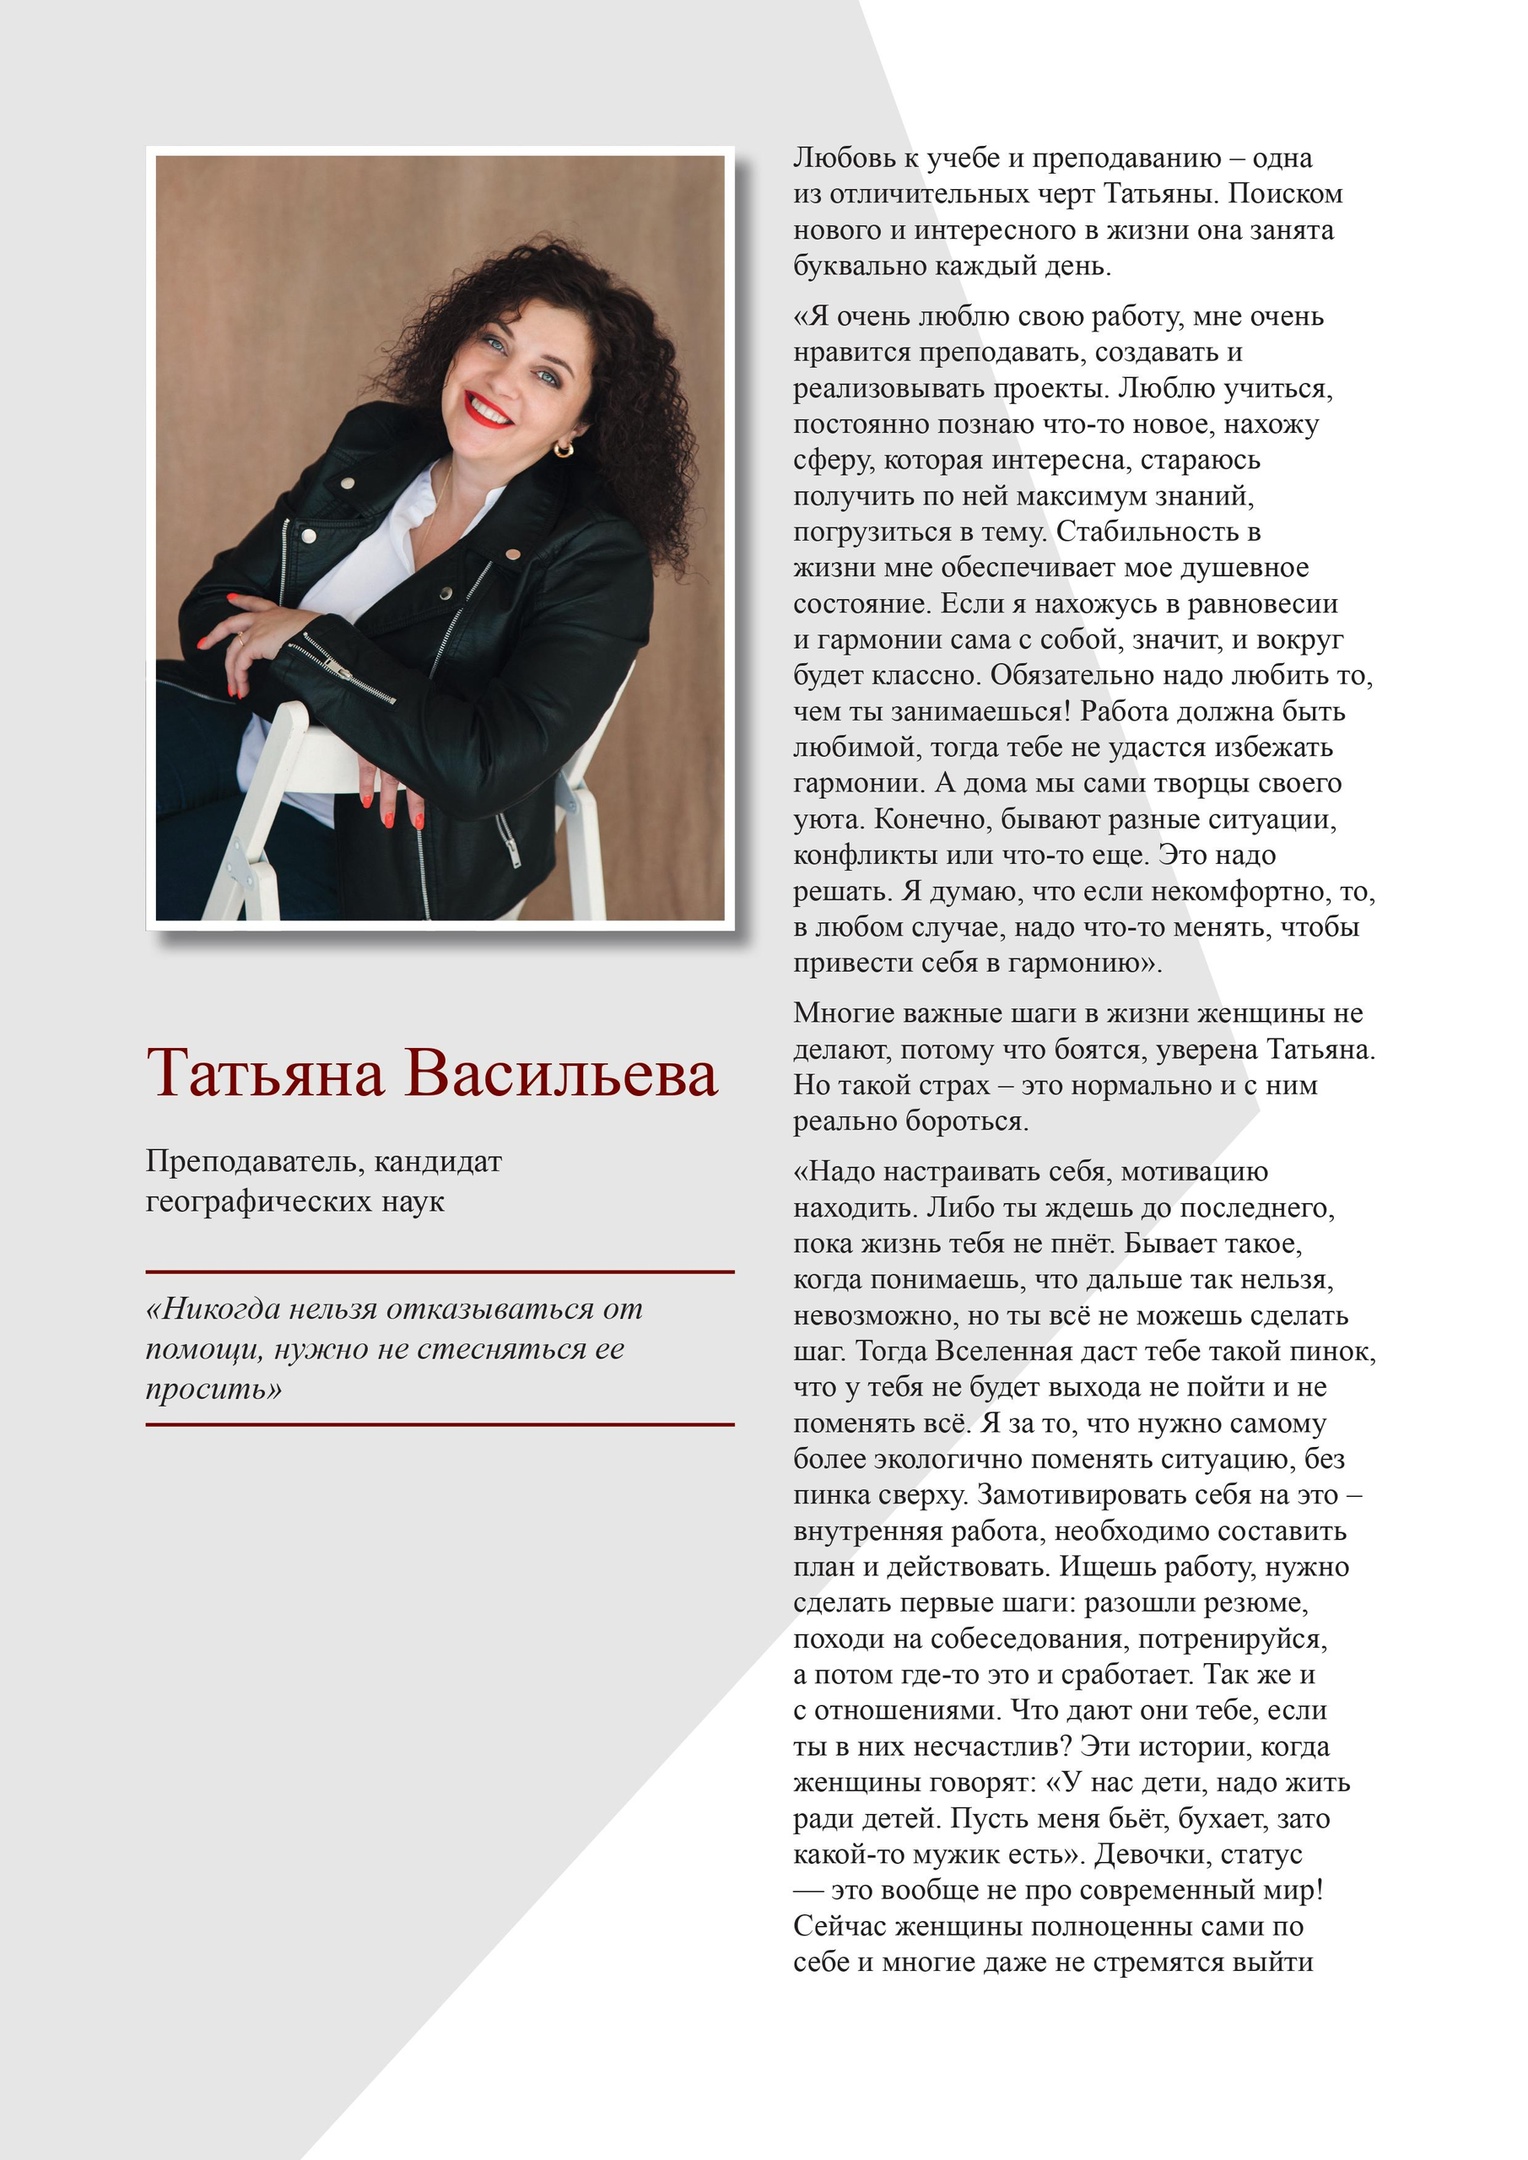 Татьяна Васильева
Преподаватель, кандидат
географических наук
«Никогда нельзя отказываться от
помощи, нужно не стесняться ее
просить»
Любовь к учебе и преподаванию – одна
из отличительных черт Татьяны. Поиском
нового и интересного в жизни она занята
буквально каждый день.
«Я очень люблю свою работу, мне очень
нравится преподавать, создавать и
реализовывать проекты. Люблю учиться,
постоянно познаю что-то новое, нахожу
сферу, которая интересна, стараюсь
получить по ней максимум знаний,
погрузиться в тему. Стабильность в
жизни мне обеспечивает мое душевное
состояние. Если я нахожусь в равновесии
и гармонии сама с собой, значит, и вокруг
будет классно. Обязательно надо любить то,
чем ты занимаешься! Работа должна быть
любимой, тогда тебе не удастся избежать
гармонии. А дома мы сами творцы своего
уюта. Конечно, бывают разные ситуации,
конфликты или что-то еще. Это надо
решать. Я думаю, что если некомфортно, то,
в любом случае, надо что-то менять, чтобы
привести себя в гармонию».
Многие важные шаги в жизни женщины не
делают, потому что боятся, уверена Татьяна.
Но такой страх – это нормально и с ним
реально бороться.
«Надо настраивать себя, мотивацию
находить. Либо ты ждешь до последнего,
пока жизнь тебя не пнёт. Бывает такое,
когда понимаешь, что дальше так нельзя,
невозможно, но ты всё не можешь сделать
шаг. Тогда Вселенная даст тебе такой пинок,
что у тебя не будет выхода не пойти и не
поменять всё. Я за то, что нужно самому
более экологично поменять ситуацию, без
пинка сверху. Замотивировать себя на это –
внутренняя работа, необходимо составить
план и действовать. Ищешь работу, нужно
сделать первые шаги: разошли резюме,
походи на собеседования, потренируйся,
а потом где-то это и сработает. Так же и
с отношениями. Что дают они тебе, если
ты в них несчастлив? Эти истории, когда
женщины говорят: «У нас дети, надо жить
ради детей. Пусть меня бьёт, бухает, зато
какой-то мужик есть». Девочки, статус
— это вообще не про современный мир!
Сейчас женщины полноценны сами по
себе и многие даже не стремятся выйти